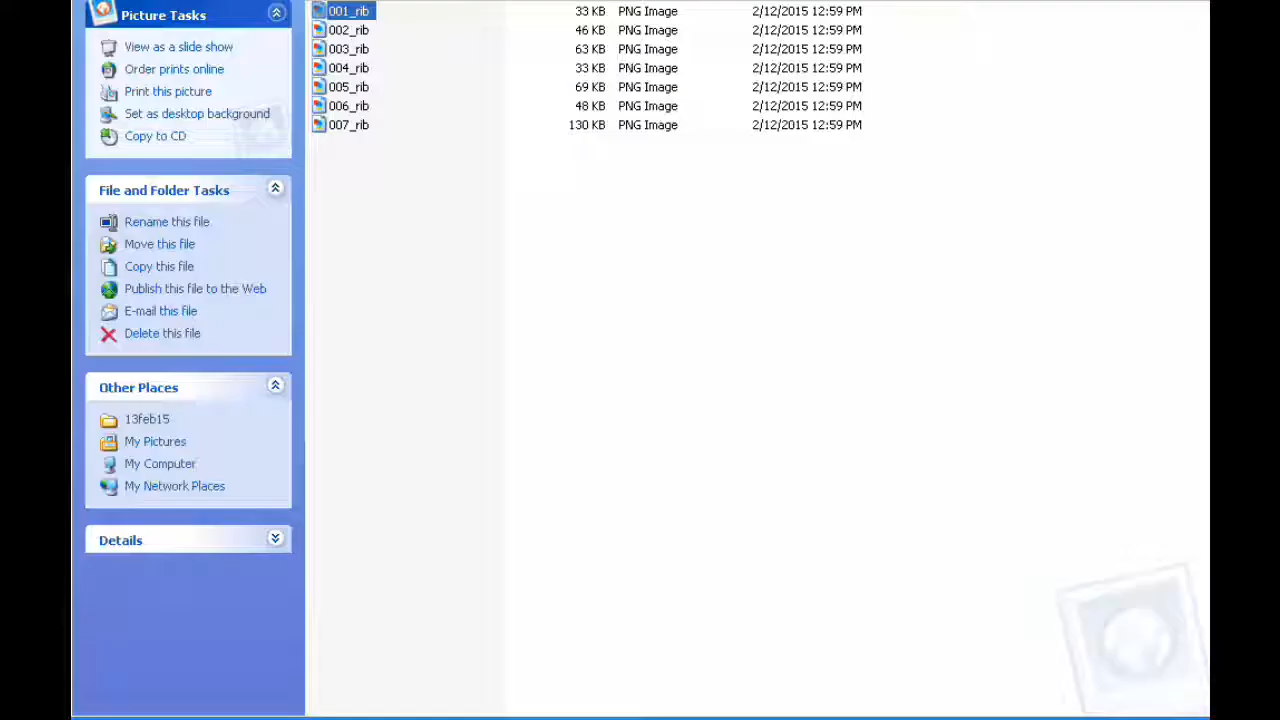 Picture Tasks
View as a slide show
Order prints online
Print this picture
Set as desktop background
Copy to CD
File and Folder Tasks
Rename this file
Move this file
Copy this file
Publish this file to the Web
E-mail this file
Delete this file
Other Places
13feb15
My Pictures
My Computer
My Network Places
Details
001_rib 33 KB PNG Image 2/12/2015 12:59 PM
002_rib 46 KB PNG Image 2/12/2015 12:59 PM
003_rib 63 KB PNG Image 2/12/2015 12:59 PM
004_rib 33 KB PNG Image 2/12/2015 12:59 PM
005_rib 69 KB PNG Image 2/12/2015 12:59 PM
006_rib 48 KB PNG Image 2/12/2015 12:59 PM
007_rib 130 KB PNG Image 2/12/2015 12:59 PM